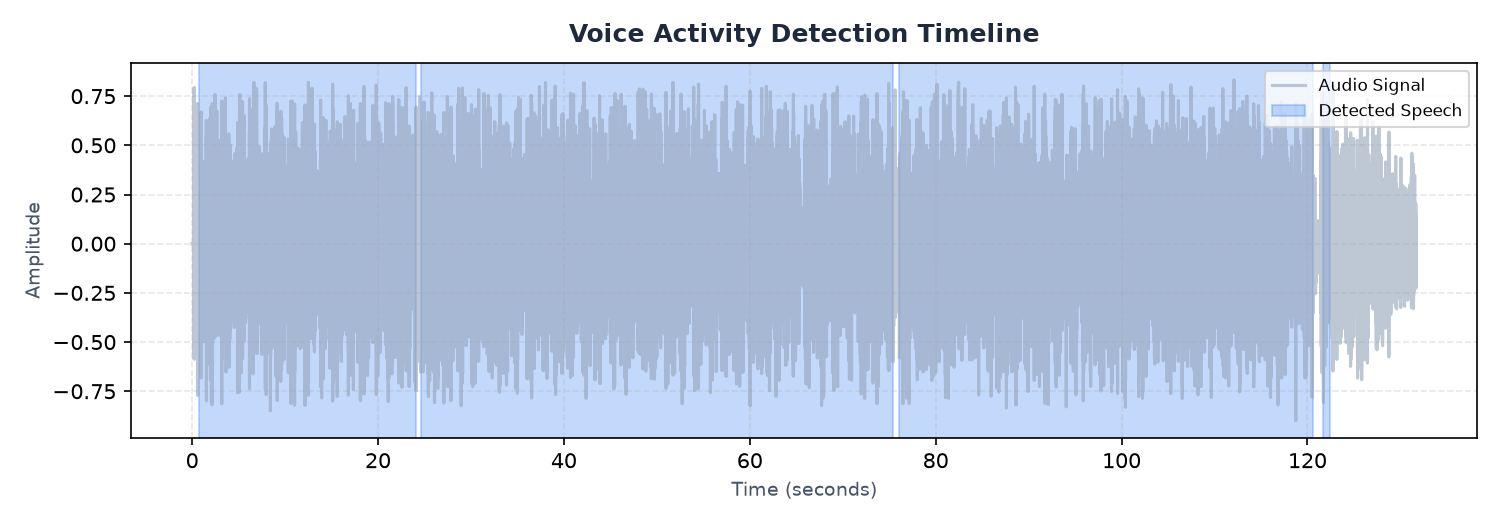 Voice Activity Detection Timeline
Audio Signal
Detected Speech
0.75
0.50
0.25
0.00
−0.25
−0.50
−0.75
Amplitude
0 20 40 60 80 100 120
Time (seconds)